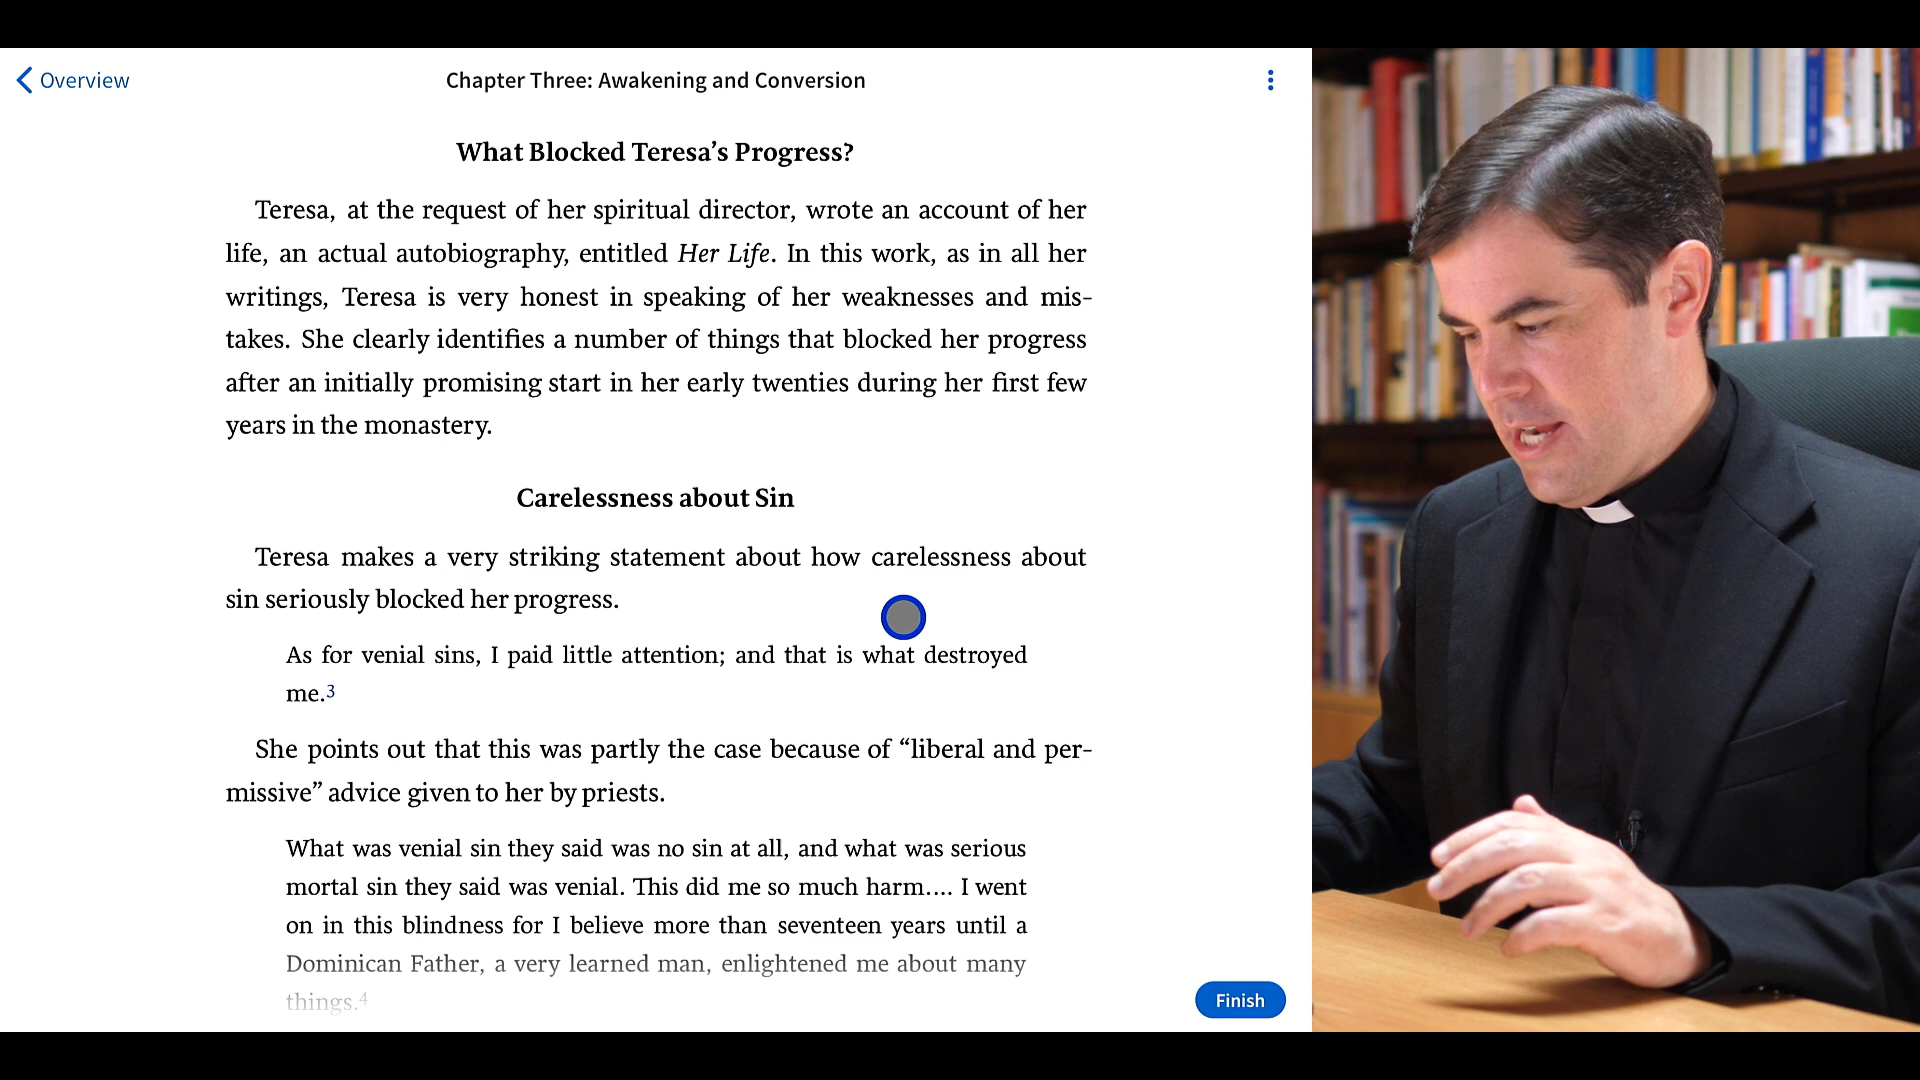 Overview
Chapter Three: Awakening and Conversion
What Blocked Teresa’s Progress?
Teresa, at the request of her spiritual director, wrote an account of her
life, an actual autobiography, entitled Her Life. In this work, as in all her
writings, Teresa is very honest in speaking of her weaknesses and mis-
takes. She clearly identifies a number of things that blocked her progress
after an initially promising start in her early twenties during her first few
years in the monastery.
Carelessness about Sin
Teresa makes a very striking statement about how carelessness about
sin seriously blocked her progress.
As for venial sins, I paid little attention; and that is what destroyed
me.3
She points out that this was partly the case because of “liberal and per-
missive” advice given to her by priests.
What was venial sin they said was no sin at all, and what was serious
mortal sin they said was venial. This did me so much harm.... I went
on in this blindness for I believe more than seventeen years until a
Dominican Father, a very learned man, enlightened me about many
things.4
Finish